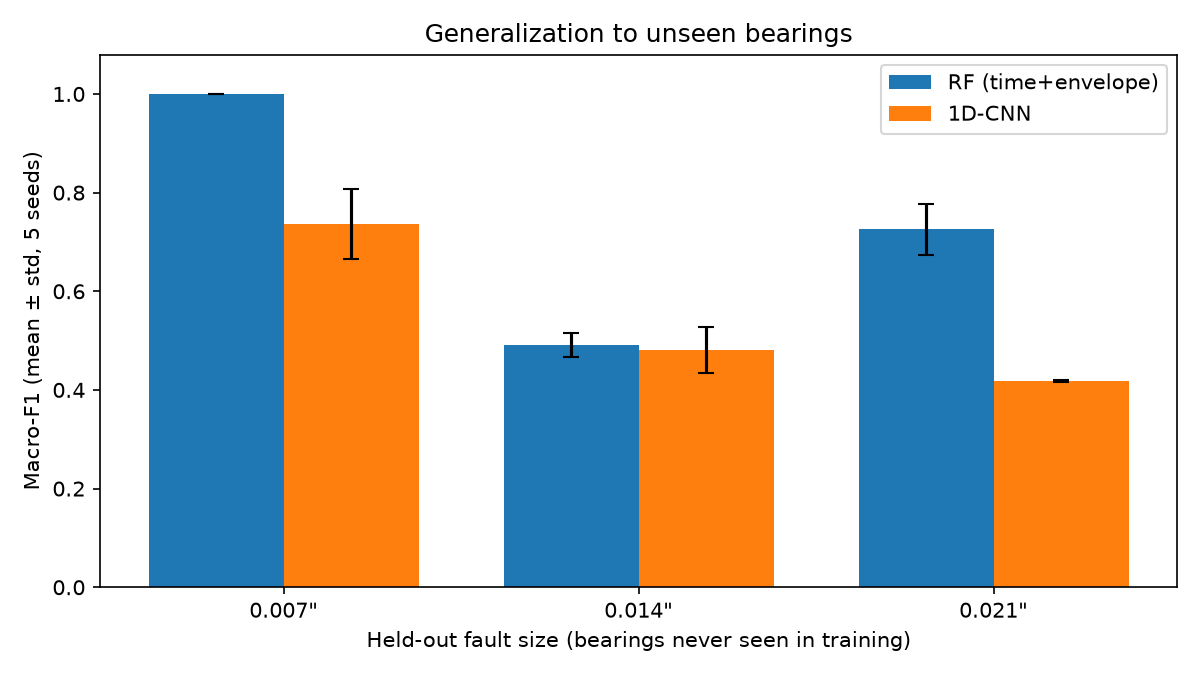 Generalization to unseen bearings
RF (time+envelope)
1D-CNN
Macro-F1 (mean ± std, 5 seeds)
1.0
0.8
0.6
0.4
0.2
0.0
0.007"
0.014"
0.021"
Held-out fault size (bearings never seen in training)